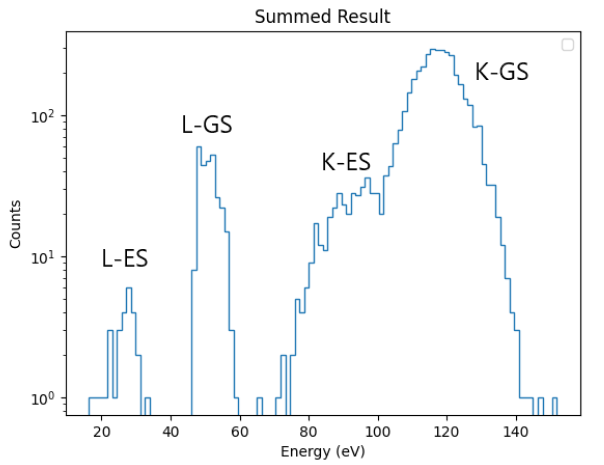 Summed Result
K-GS
L-GS
K-ES
L-ES
Counts
10²
10¹
10⁰
20 40 60 80 100 120 140
Energy (eV)